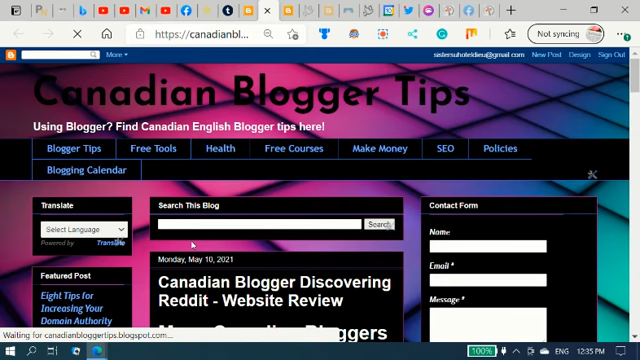 https://canadianbl...
Not syncing
More
sistersuhoteldieu@gmail.com New Post Design Sign Out
Canadian Blogger Tips
Using Blogger? Find Canadian English Blogger tips here!
Blogger Tips Free Tools Health Free Courses Make Money SEO Policies
Blogging Calendar
Translate
Select Language
Powered by Translate
Featured Post
Eight Tips for
Increasing Your
Domain Authority
Search This Blog
Search
Monday, May 10, 2021
Canadian Blogger Discovering
Reddit - Website Review
More Canadian Bloggers
Contact Form
Name
Email *
Message *
Waiting for canadianbloggertips.blogspot.com...
100%
ENG
12:35 PM